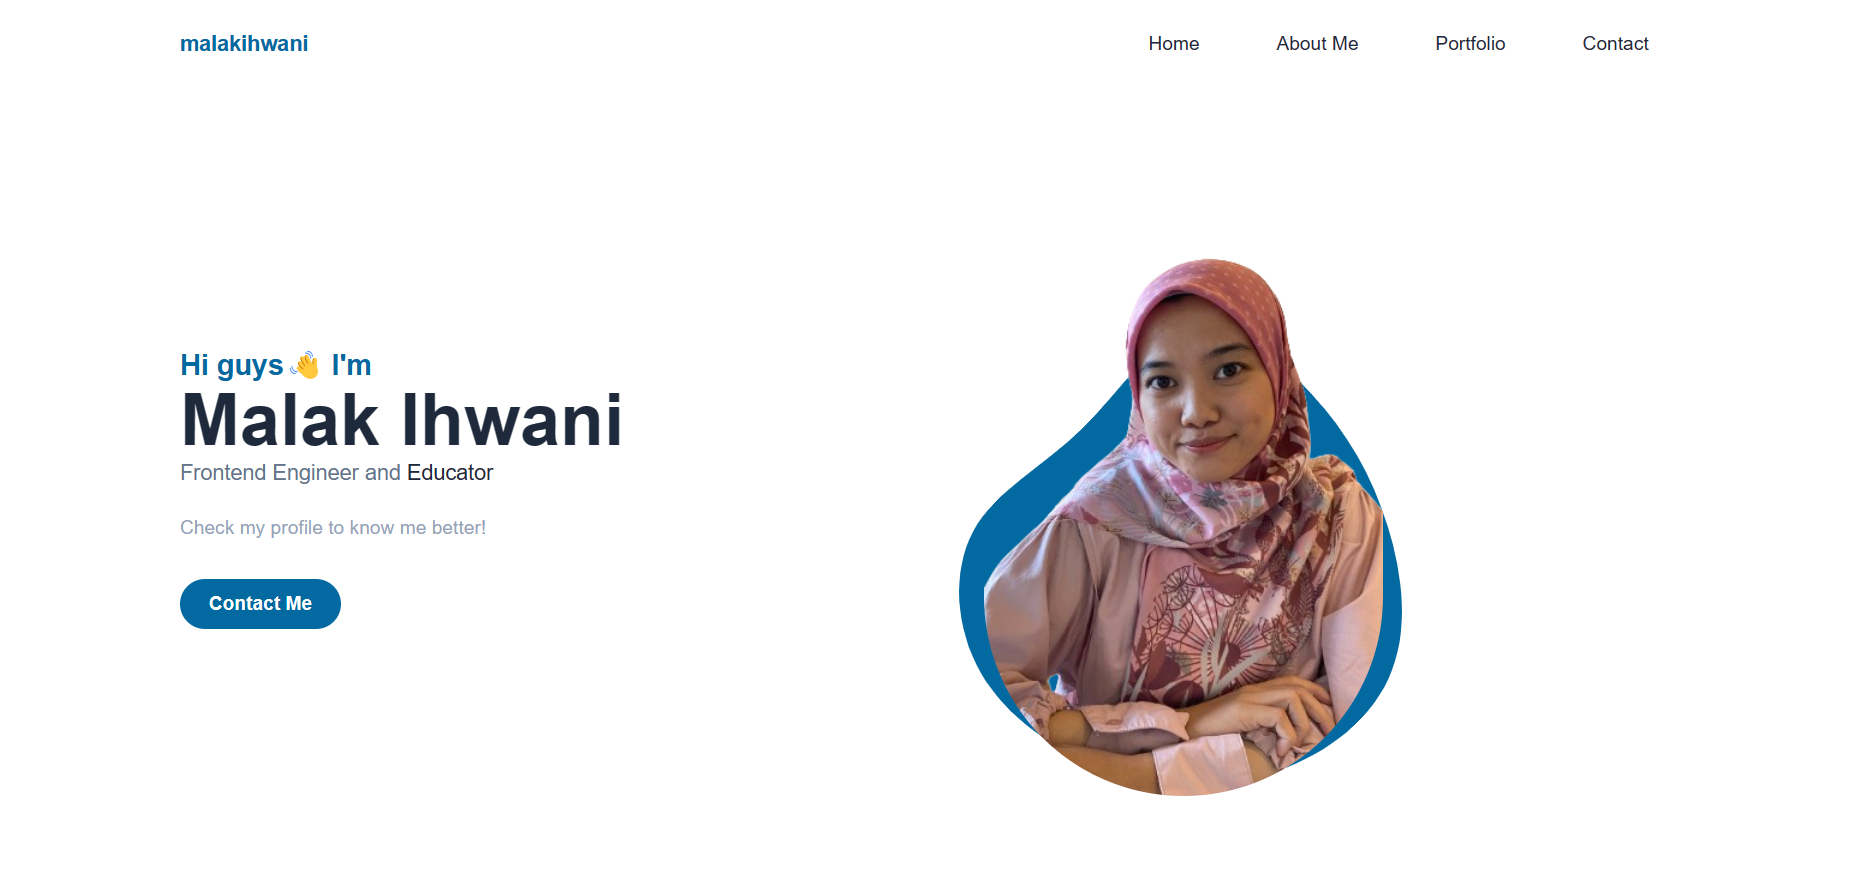 malakihwani
Home About Me Portfolio Contact
Hi guys👋 I'm
Malak Ihwani
Frontend Engineer and Educator
Check my profile to know me better!
Contact Me